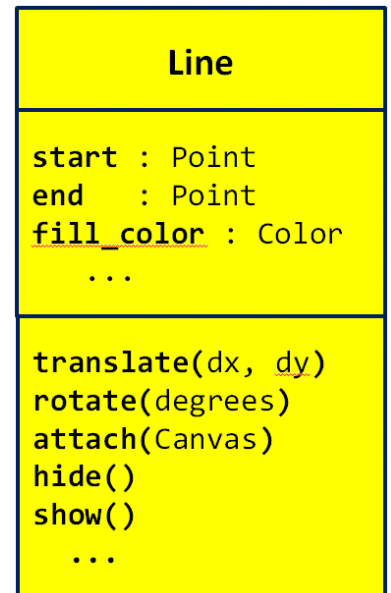 Line
start : Point
end   : Point
fill_color : Color
...
translate(dx, dy)
rotate(degrees)
attach(Canvas)
hide()
show()
...